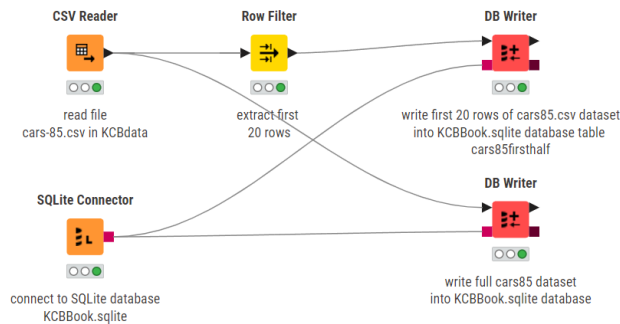 CSV Reader
Row Filter
DB Writer
read file
cars-85.csv in KCBdata
extract first
20 rows
write first 20 rows of cars85.csv dataset
into KCBBook.sqlite database table
cars85firsthalf
SQLite Connector
DB Writer
connect to SQLite database
KCBBook.sqlite
write full cars85 dataset
into KCBBook.sqlite database